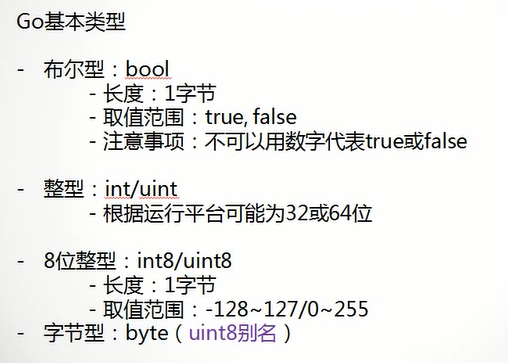 Go基本类型
- 布尔型：bool
- 长度：1字节
- 取值范围：true, false
- 注意事项：不可以用数字代表true或false
- 整型：int/uint
- 根据运行平台可能为32或64位
- 8位整型：int8/uint8
- 长度：1字节
- 取值范围：-128~127/0~255
- 字节型：byte（uint8别名）